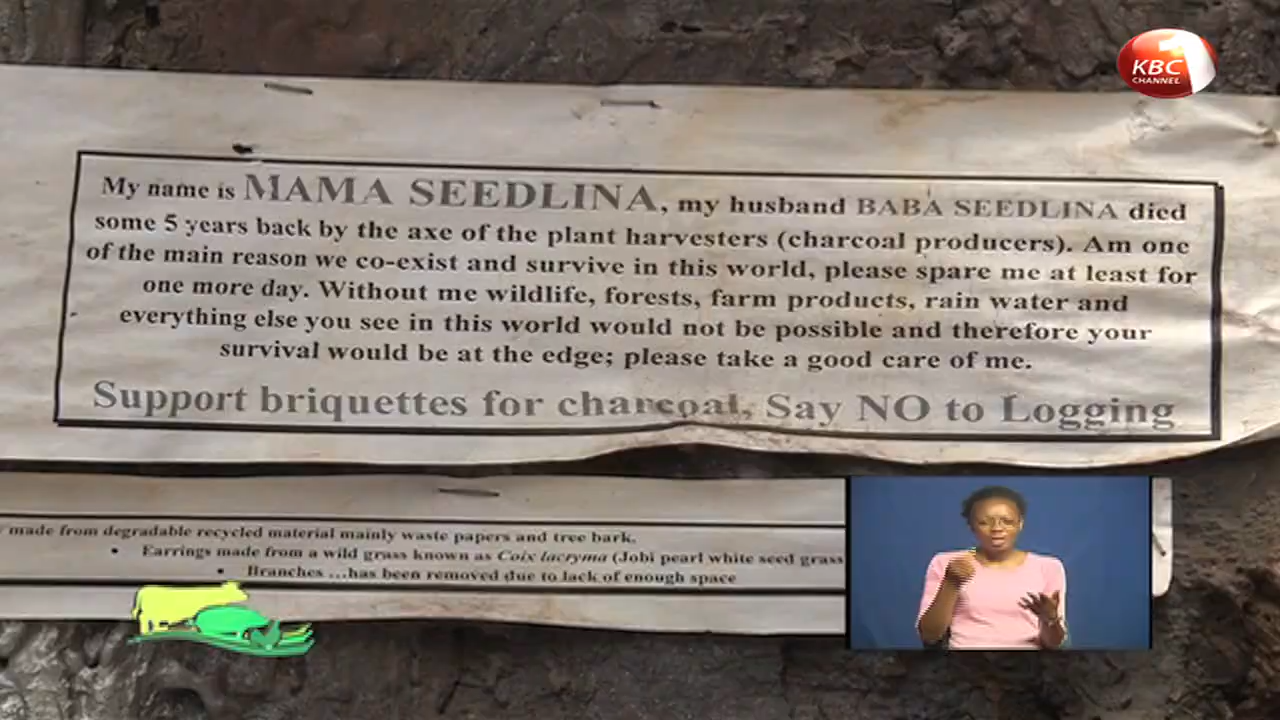 KBC 1
CHANNEL
My name is MAMA SEEDLINA, my husband BABA SEEDLINA died
some 5 years back by the axe of the plant harvesters (charcoal producers). Am one
of the main reason we co-exist and survive in this world, please spare me at least for
one more day. Without me wildlife, forests, farm products, rain water and
everything else you see in this world would not be possible and therefore your
survival would be at the edge; please take a good care of me.
Support briquettes for charcoal, Say NO to Logging
made from degradable recycled material mainly waste papers and tree bark.
• Earrings made from a wild grass known as Coix lacryma (Jobi pearl white seed grass
• Branches ...has been removed due to lack of enough space